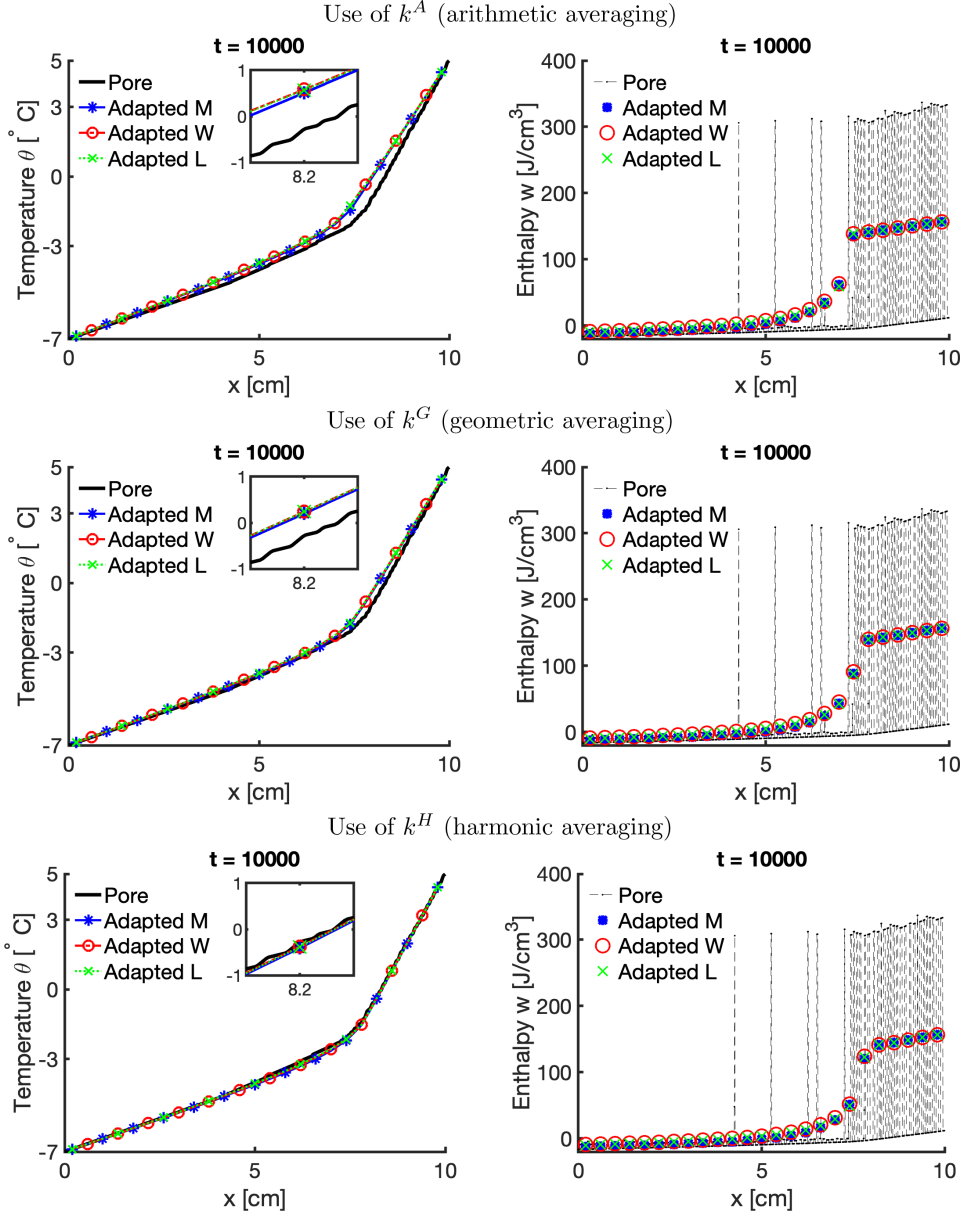 Use of k^A (arithmetic averaging)
t = 10000
5
3
0
-3
-7
Temperature θ [° C]
Pore
Adapted M
Adapted W
Adapted L
1
0
-1
8.2
0
5
10
x [cm]
t = 10000
400
300
200
100
0
Enthalpy w [J/cm³]
Pore
Adapted M
Adapted W
Adapted L
0
5
10
x [cm]
Use of k^G (geometric averaging)
t = 10000
5
3
0
-3
-7
Temperature θ [° C]
Pore
Adapted M
Adapted W
Adapted L
1
0
-1
8.2
0
5
10
x [cm]
t = 10000
400
300
200
100
0
Enthalpy w [J/cm³]
Pore
Adapted M
Adapted W
Adapted L
0
5
10
x [cm]
Use of k^H (harmonic averaging)
t = 10000
5
3
0
-3
-7
Temperature θ [° C]
Pore
Adapted M
Adapted W
Adapted L
1
0
-1
8.2
0
5
10
x [cm]
t = 10000
400
300
200
100
0
Enthalpy w [J/cm³]
Pore
Adapted M
Adapted W
Adapted L
0
5
10
x [cm]